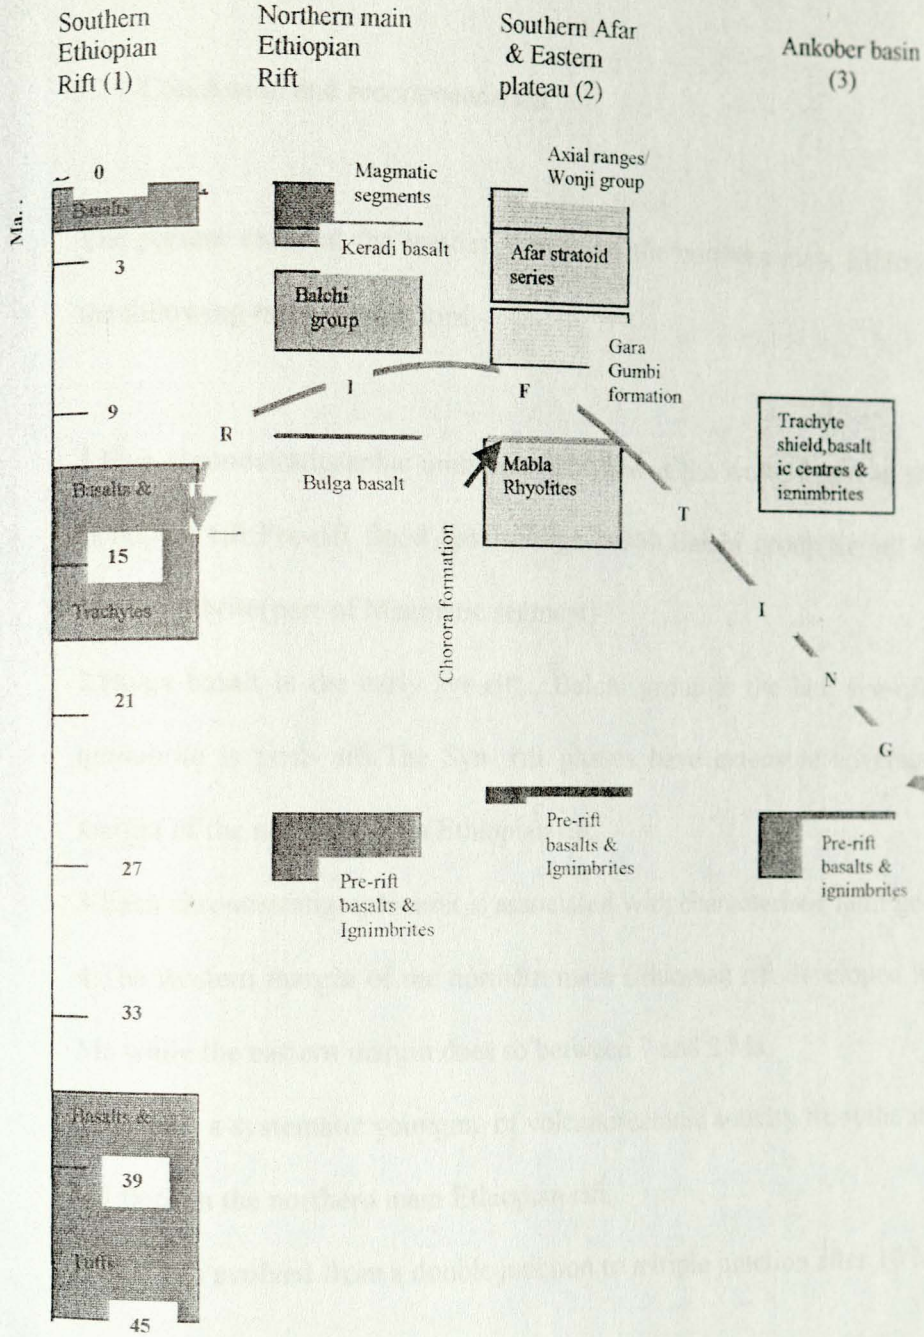 Southern
Ethiopian
Rift (1)
Northern main
Ethiopian
Rift
Southern Afar
& Eastern
plateau (2)
Ankober basin
(3)
Ma. .
0
3
9
15
21
27
33
39
45
Basalts
Basalts &
Trachytes
Basalts &
Tuffs
Magmatic
segments
Keradi basalt
Balchi
group
Bulga basalt
Pre-rift
basalts &
Ignimbrites
Axial ranges/
Wonji group
Afar stratoid
series
Gara
Gumbi
formation
Mabla
Rhyolites
Chorora formation
Pre-rift
basalts &
Ignimbrites
Trachyte
shield,basalt
ic centres &
ignimbrites
Pre-rift
basalts &
ignimbrites
R
I
F
T
I
N
G